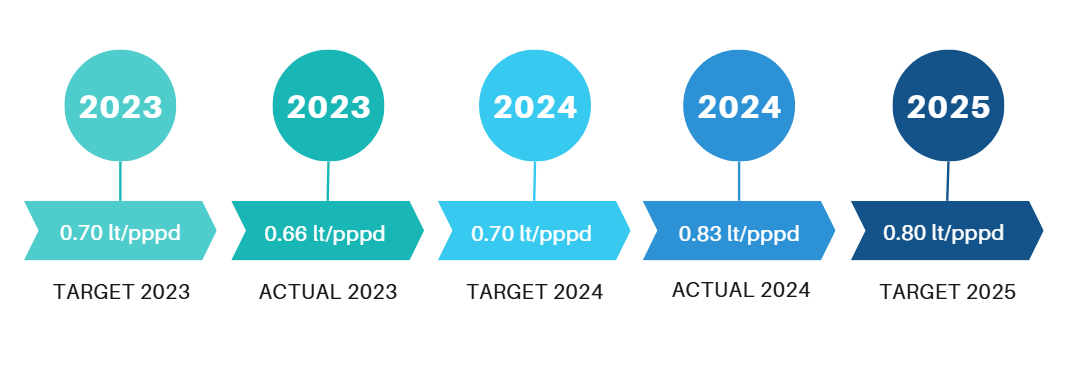 2023
2023
2024
2024
2025
0.70 lt/pppd
0.66 lt/pppd
0.70 lt/pppd
0.83 lt/pppd
0.80 lt/pppd
TARGET 2023
ACTUAL 2023
TARGET 2024
ACTUAL 2024
TARGET 2025